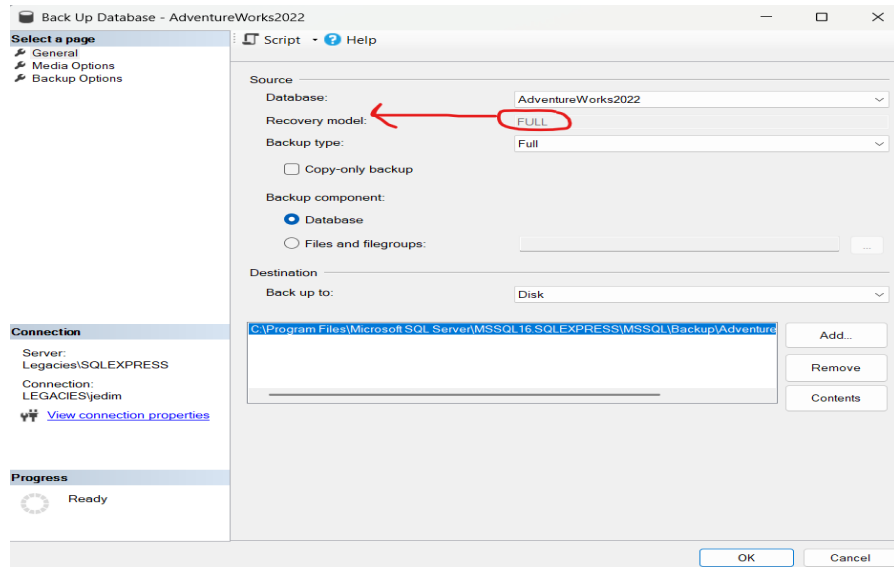 Back Up Database - AdventureWorks2022
Select a page
General
Media Options
Backup Options
Script
Help
Source
Database:
AdventureWorks2022
Recovery model:
FULL
Backup type:
Full
Copy-only backup
Backup component:
Database
Files and filegroups:
...
Destination
Back up to:
Disk
C:\Program Files\Microsoft SQL Server\MSSQL16.SQLEXPRESS\MSSQL\Backup\Adventure
Add...
Remove
Contents
Connection
Server:
Legacies\SQLEXPRESS
Connection:
LEGACIES\jedim
View connection properties
Progress
Ready
OK
Cancel